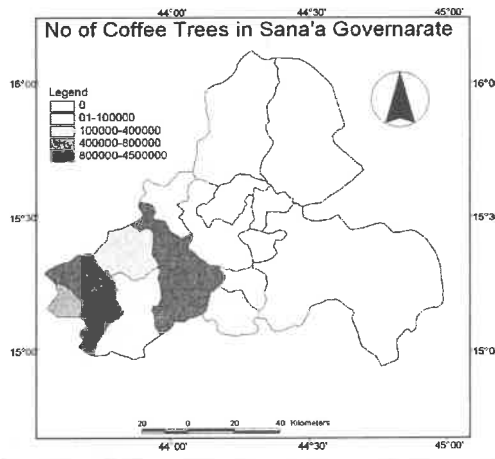 44°00' 44°30' 45°00'
No of Coffee Trees in Sana'a Governarate
16°00' 16°0
Legend
0
01-100000
100000-400000
400000-800000
800000-4500000
15°30' 15°3
15°00' 15°0
20 0 20 40 Kilometers
44°00' 44°30' 45°00'